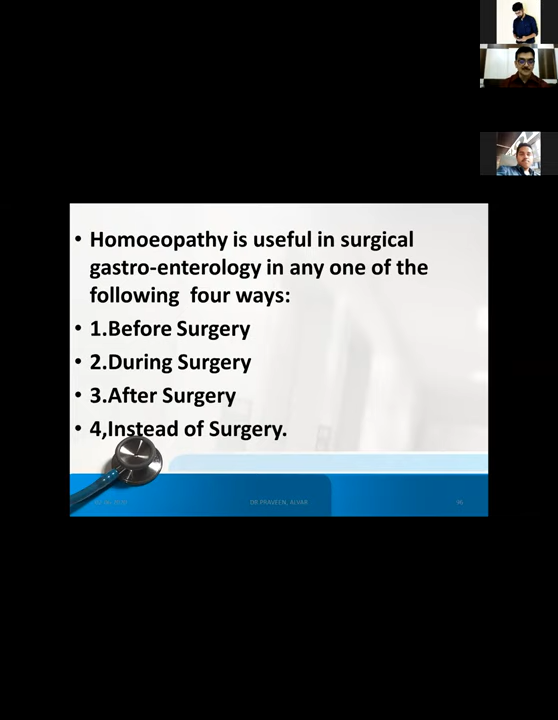 • Homoeopathy is useful in surgical
gastro-enterology in any one of the
following four ways:
• 1.Before Surgery
• 2.During Surgery
• 3.After Surgery
• 4,Instead of Surgery.
DR.PRAVEEN, ALVAR
96